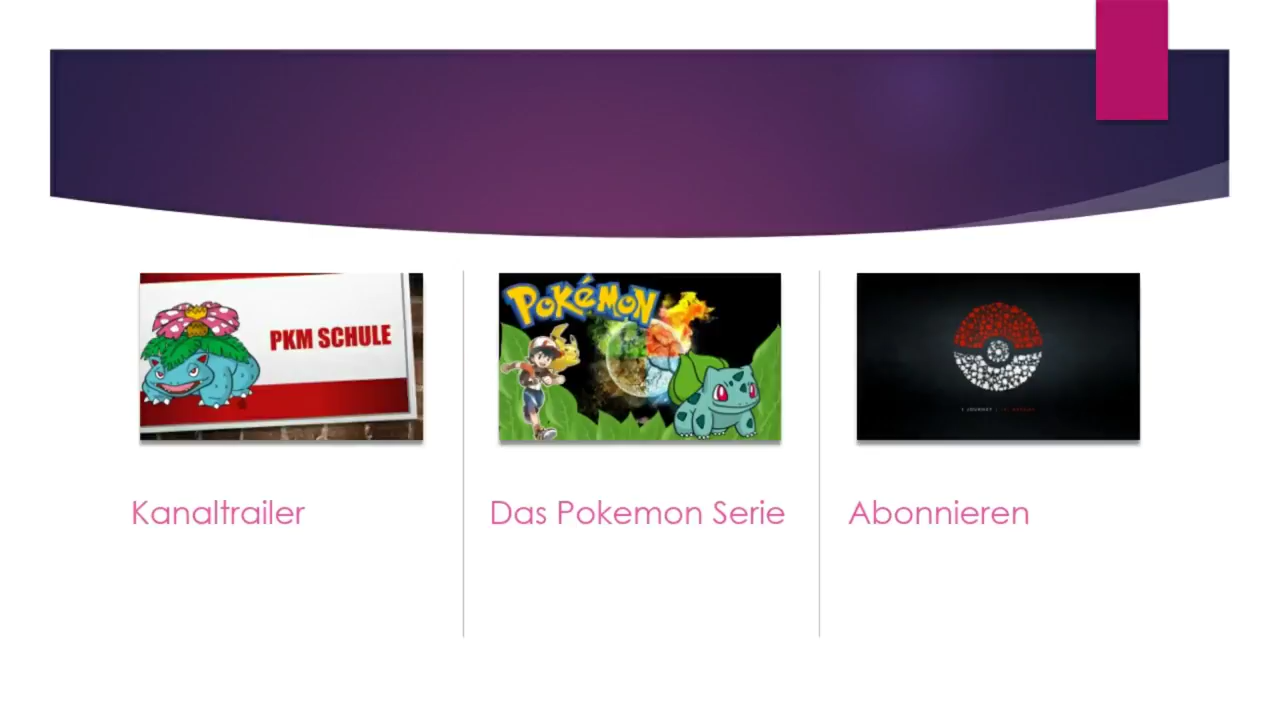 PKM SCHULE
POKéMON
Kanaltrailer
Das Pokemon Serie
Abonnieren